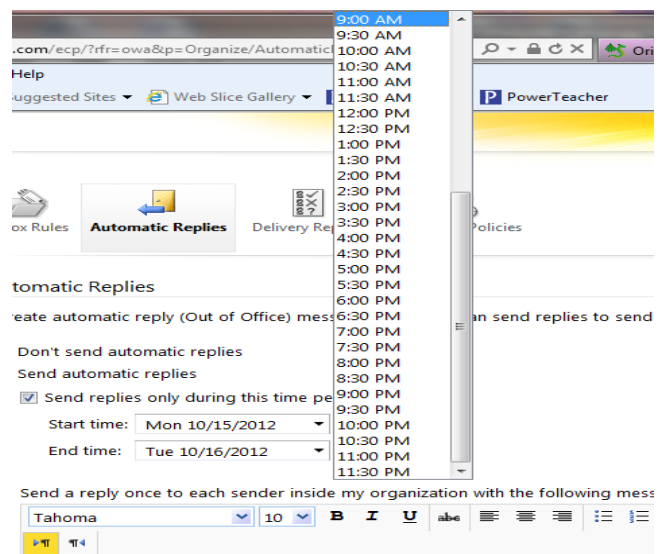 9:00 AM
9:30 AM
.com/ecp/?rfr=owa&p=Organize/Automaticl
10:00 AM
Ori
10:30 AM
Help
11:00 AM
uggested Sites
Web Slice Gallery
11:30 AM
PowerTeacher
12:00 PM
12:30 PM
1:00 PM
1:30 PM
2:00 PM
2:30 PM
3:00 PM
ox Rules
Automatic Replies
Delivery Re
3:30 PM
Policies
4:00 PM
4:30 PM
5:00 PM
tomatic Replies
5:30 PM
6:00 PM
eate automatic reply (Out of Office) mess
6:30 PM
an send replies to send
7:00 PM
Don't send automatic replies
7:30 PM
8:00 PM
Send automatic replies
8:30 PM
Send replies only during this time pe
9:00 PM
9:30 PM
Start time: Mon 10/15/2012
10:00 PM
10:30 PM
End time: Tue 10/16/2012
11:00 PM
11:30 PM
Send a reply once to each sender inside my organization with the following mess
Tahoma 10 B I U abc